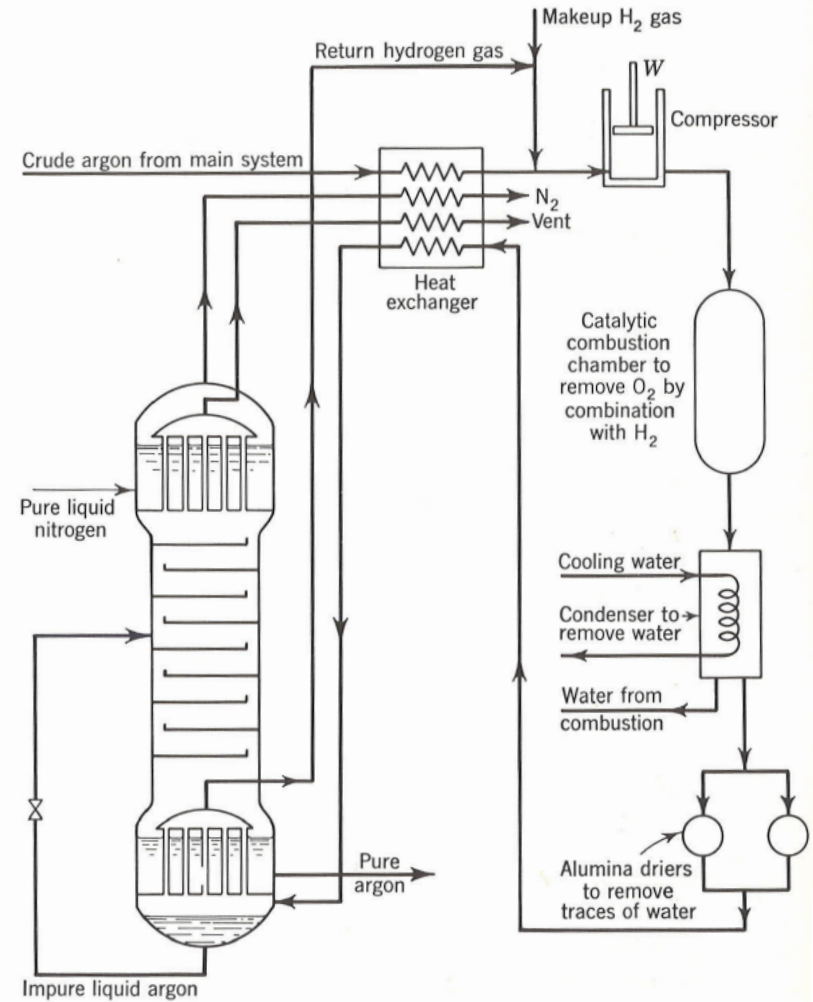 Makeup H₂ gas
Return hydrogen gas
W
Compressor
Crude argon from main system
N₂
Vent
Heat
exchanger
Catalytic
combustion
chamber to
remove O₂ by
combination
with H₂
Pure liquid
nitrogen
Cooling water
Condenser to
remove water
Water from
combustion
Pure
argon
Alumina driers
to remove
traces of water
Impure liquid argon